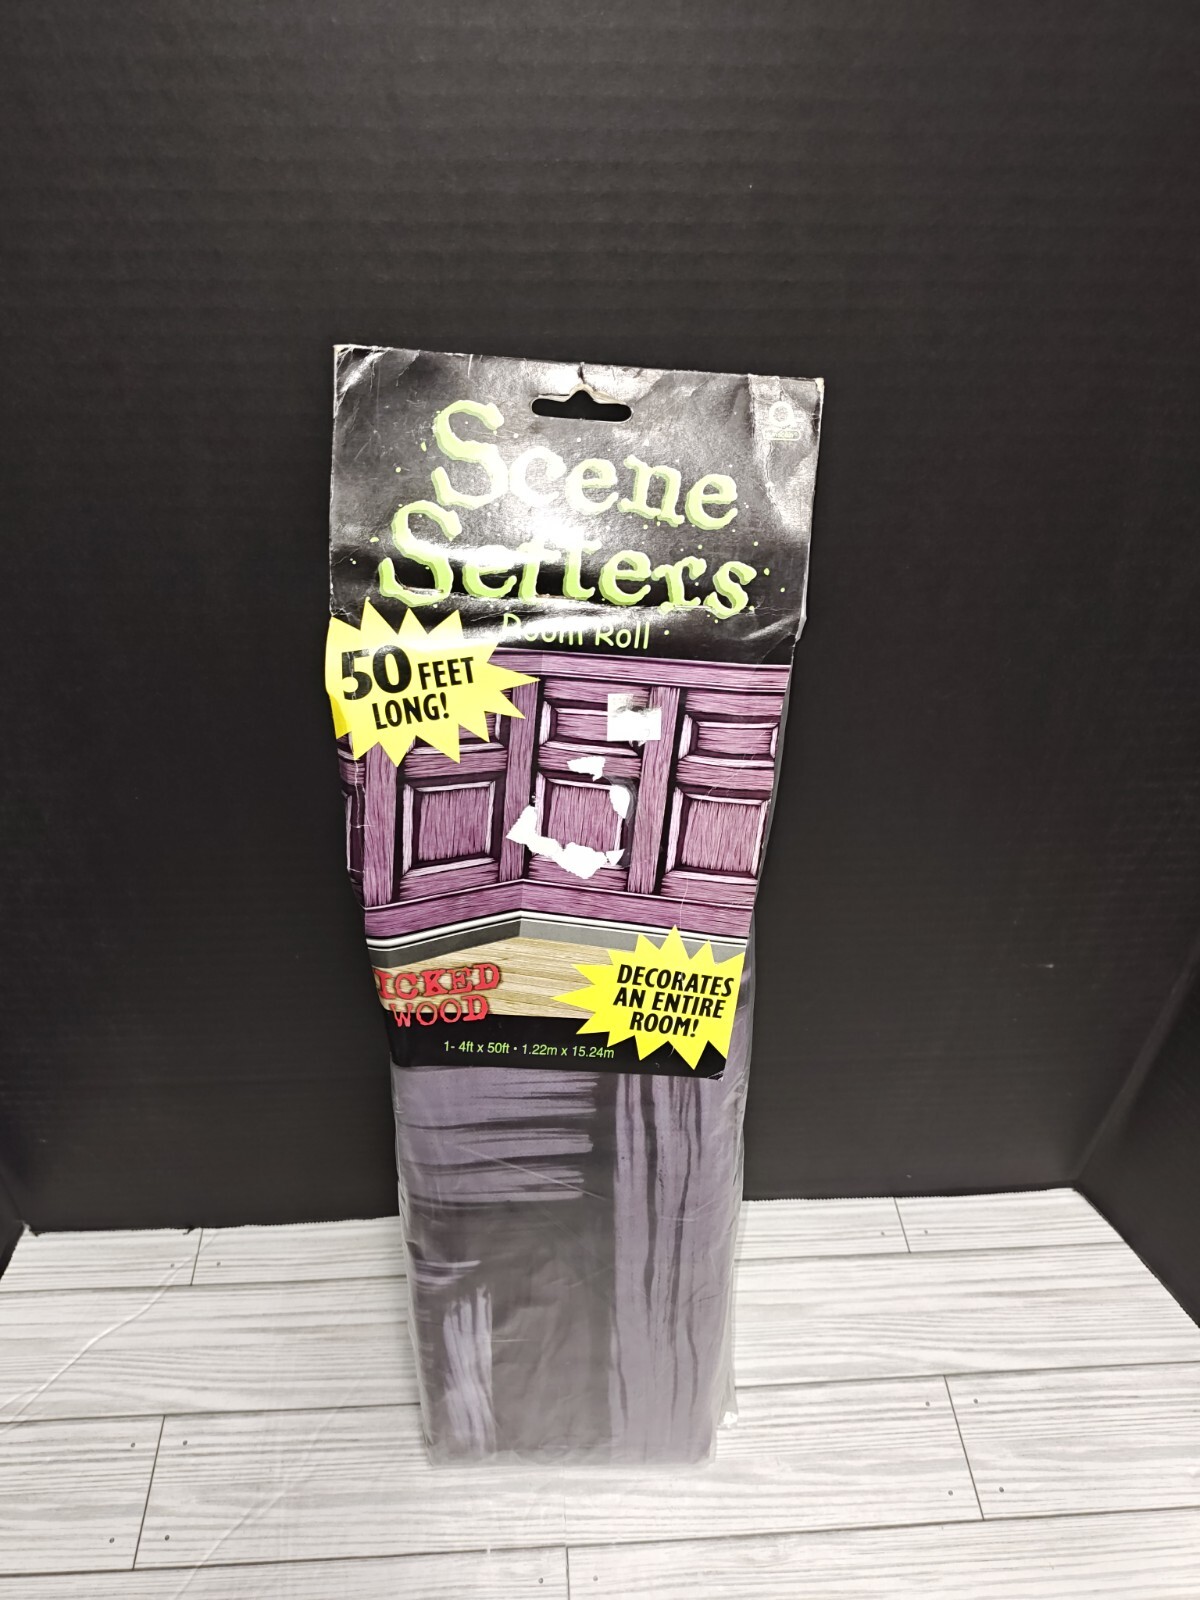 Scene
Setters
Room Roll
50 FEET
LONG!
ICKED
WOOD
DECORATES
AN ENTIRE
ROOM!
1- 4ft x 50ft • 1.22m x 15.24m